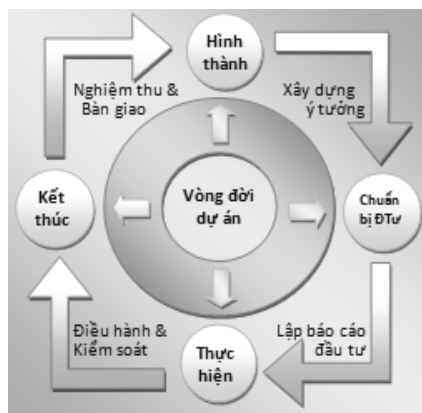 Hình
thành
Nghiệm thu &
Bàn giao
Xây dựng
ý tưởng
Kết
thúc
Vòng đời
dự án
Chuẩn
bị ĐTư
Điều hành &
Kiểm soát
Lập báo cáo
đầu tư
Thực
hiện